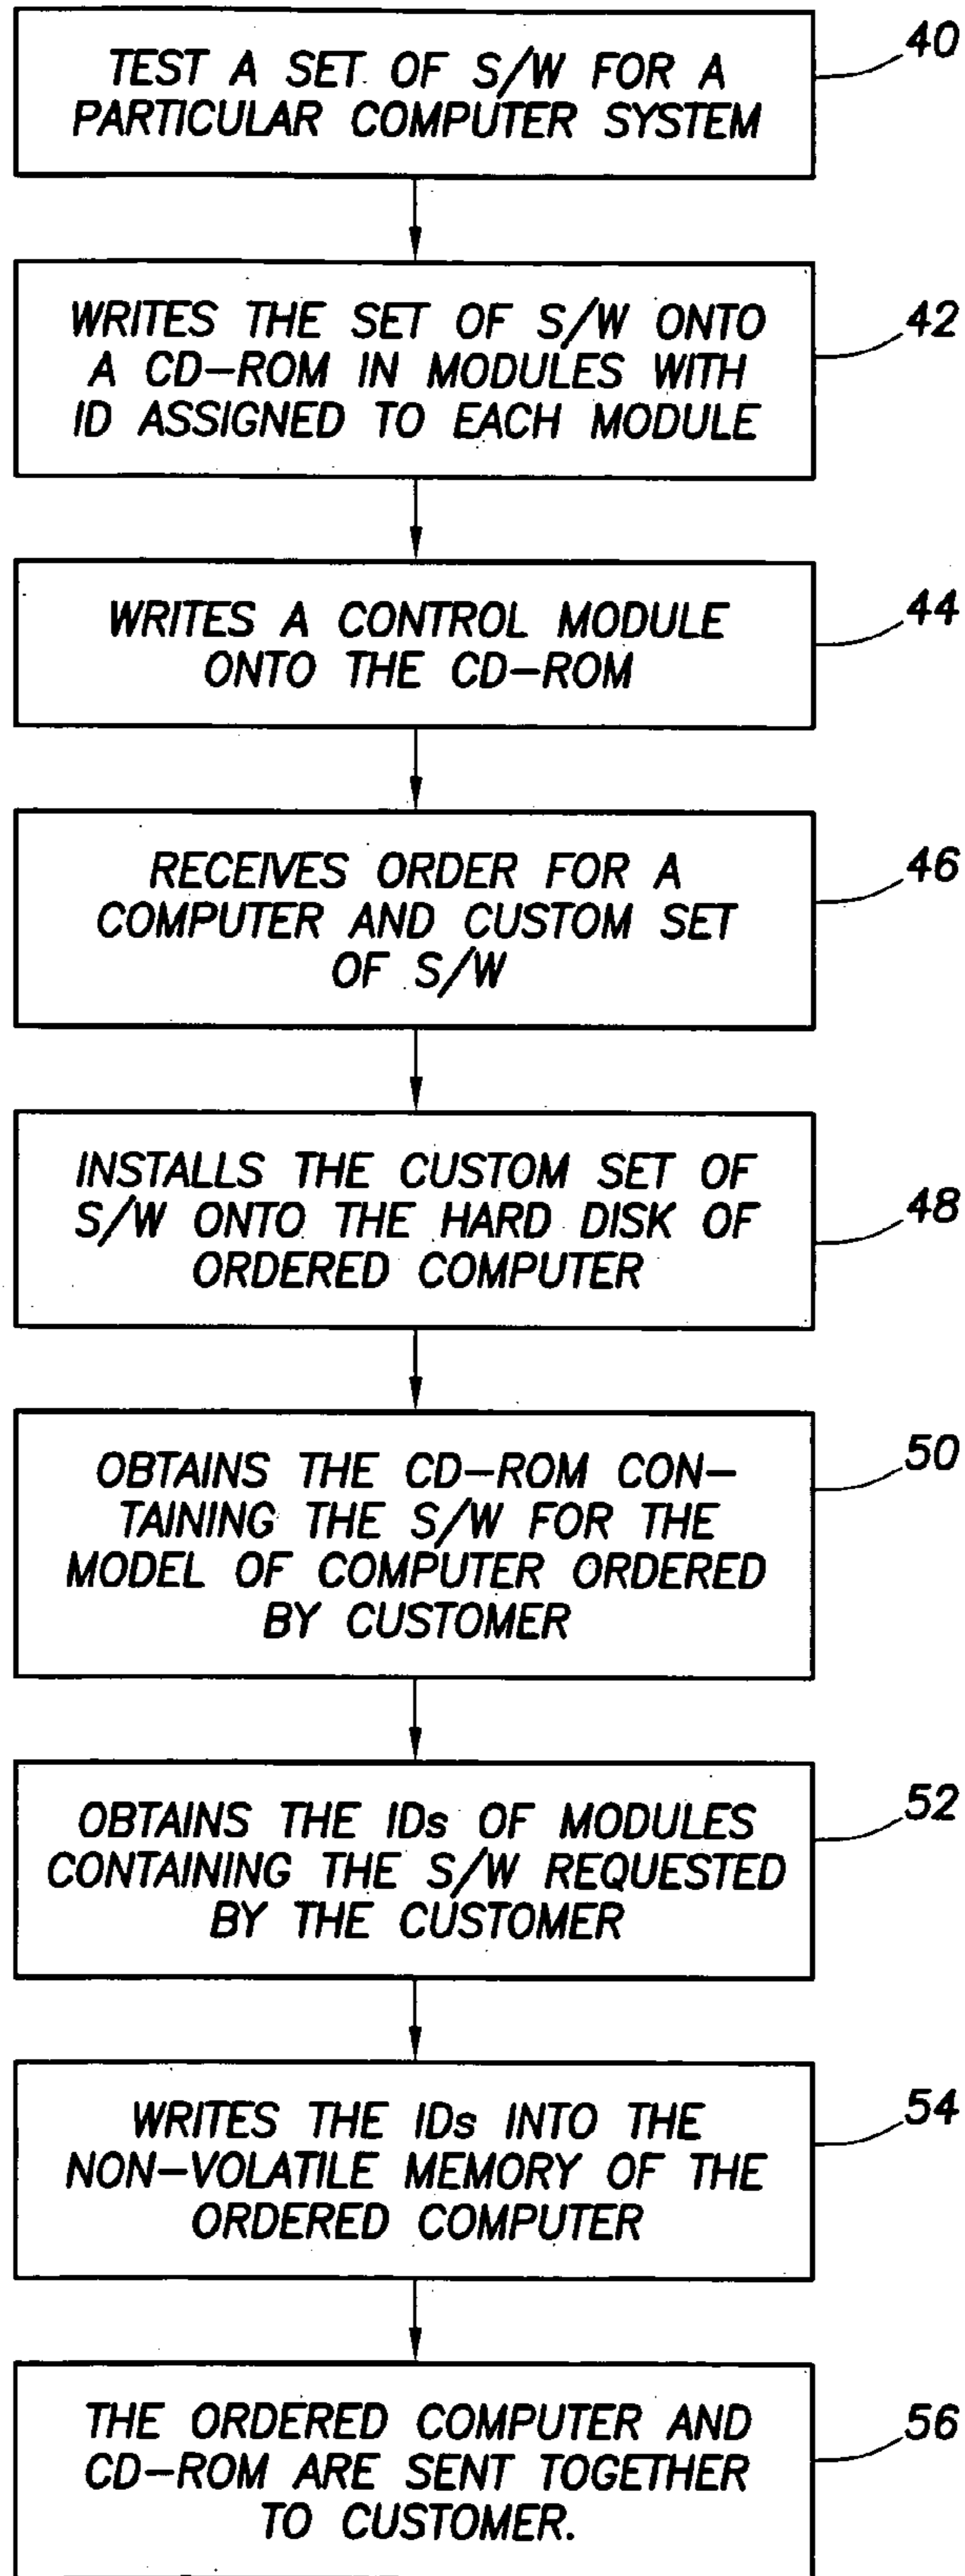 TEST A SET OF S/W FOR A
PARTICULAR COMPUTER SYSTEM
40
WRITES THE SET OF S/W ONTO
A CD-ROM IN MODULES WITH
ID ASSIGNED TO EACH MODULE
42
WRITES A CONTROL MODULE
ONTO THE CD-ROM
44
RECEIVES ORDER FOR A
COMPUTER AND CUSTOM SET
OF S/W
46
INSTALLS THE CUSTOM SET OF
S/W ONTO THE HARD DISK OF
ORDERED COMPUTER
48
OBTAINS THE CD-ROM CON-
TAINING THE S/W FOR THE
MODEL OF COMPUTER ORDERED
BY CUSTOMER
50
OBTAINS THE IDs OF MODULES
CONTAINING THE S/W REQUESTED
BY THE CUSTOMER
52
WRITES THE IDs INTO THE
NON-VOLATILE MEMORY OF THE
ORDERED COMPUTER
54
THE ORDERED COMPUTER AND
CD-ROM ARE SENT TOGETHER
TO CUSTOMER.
56